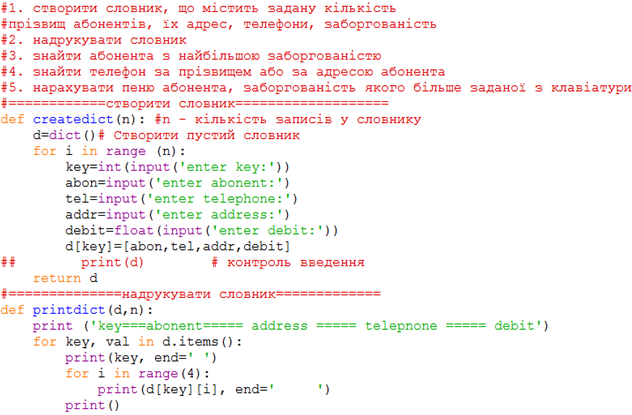 #1. створити словник, що містить задану кількість
#прізвищ абонентів, їх адрес, телефони, заборгованість
#2. надрукувати словник
#3. знайти абонента з найбільшою заборгованістю
#4. знайти телефон за прізвищем або за адресою абонента
#5. нарахувати пеню абонента, заборгованість якого більше заданої з клавіатури
#============створити словник===================
def createdict(n): #n - кількість записів у словнику
    d=dict()# Створити пустий словник
    for i in range (n):
        key=int(input('enter key:'))
        abon=input('enter abonent:')
        tel=input('enter telephone:')
        addr=input('enter address:')
        debit=float(input('enter debit:'))
        d[key]=[abon,tel,addr,debit]
##        print(d)        # контроль введення
    return d
#==============надрукувати словник=============
def printdict(d,n):
    print ('key===abonent===== address ===== telepnone ===== debit')
    for key, val in d.items():
        print(key, end=' ')
        for i in range(4):
            print(d[key][i], end='     ')
        print()